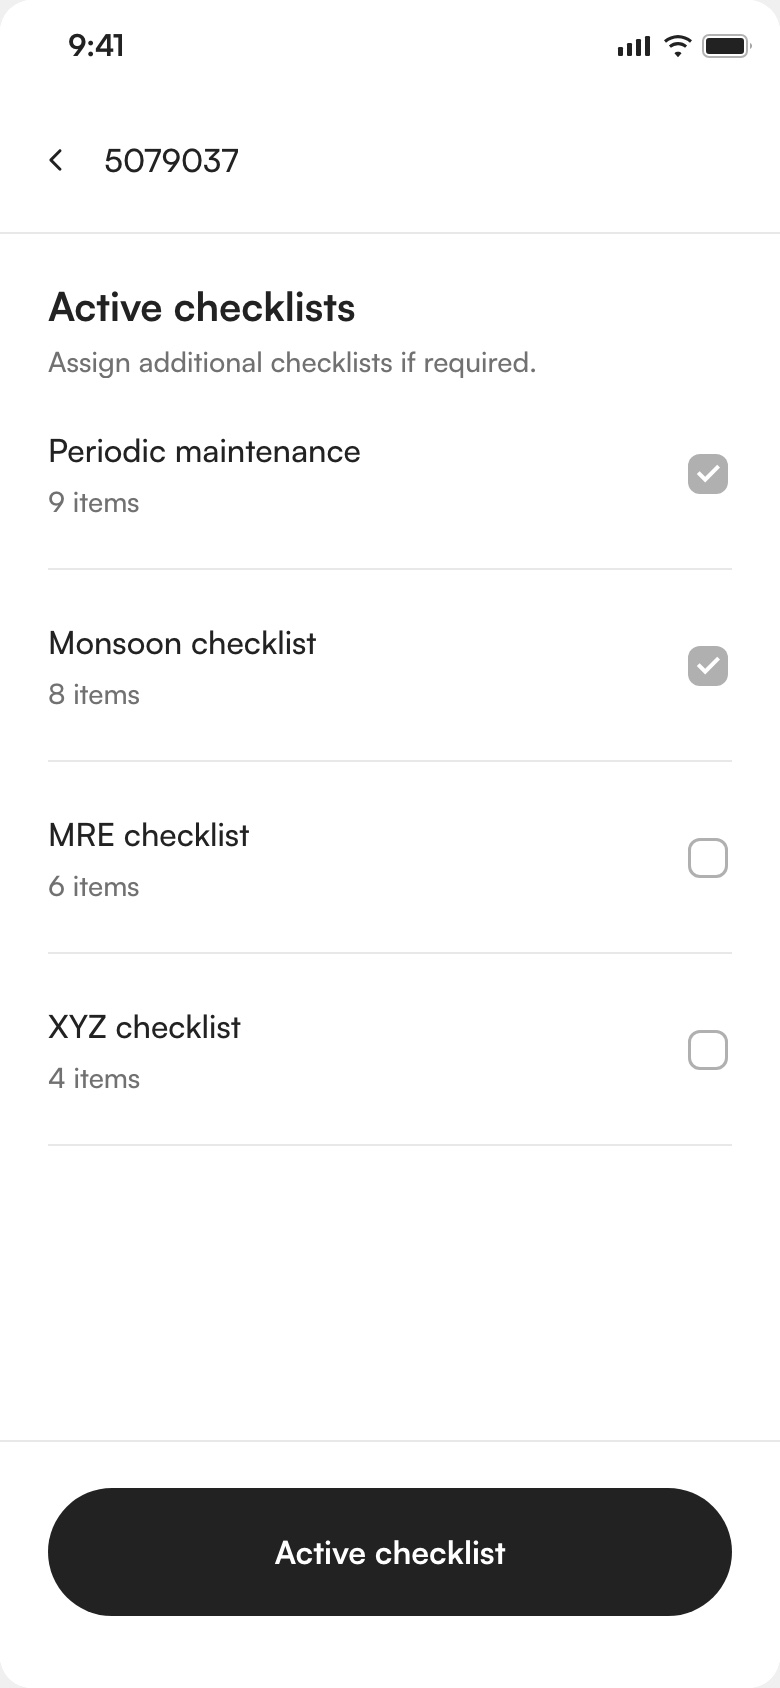 9:41
5079037
Active checklists
Assign additional checklists if required.
Periodic maintenance
9 items
Monsoon checklist
8 items
MRE checklist
6 items
XYZ checklist
4 items
Active checklist